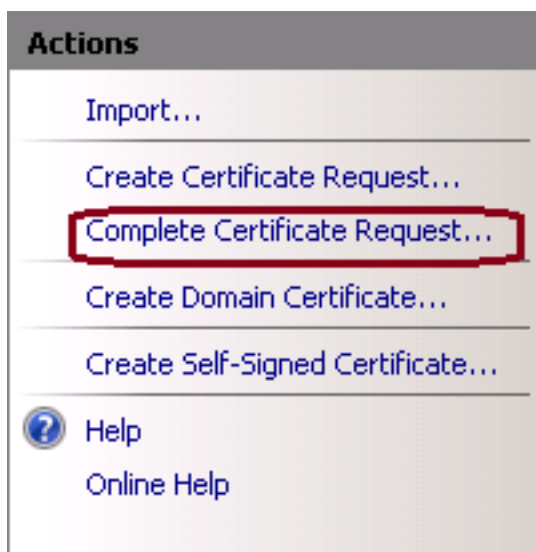 Actions
Import...
Create Certificate Request...
Complete Certificate Request...
Create Domain Certificate...
Create Self-Signed Certificate...
Help
Online Help